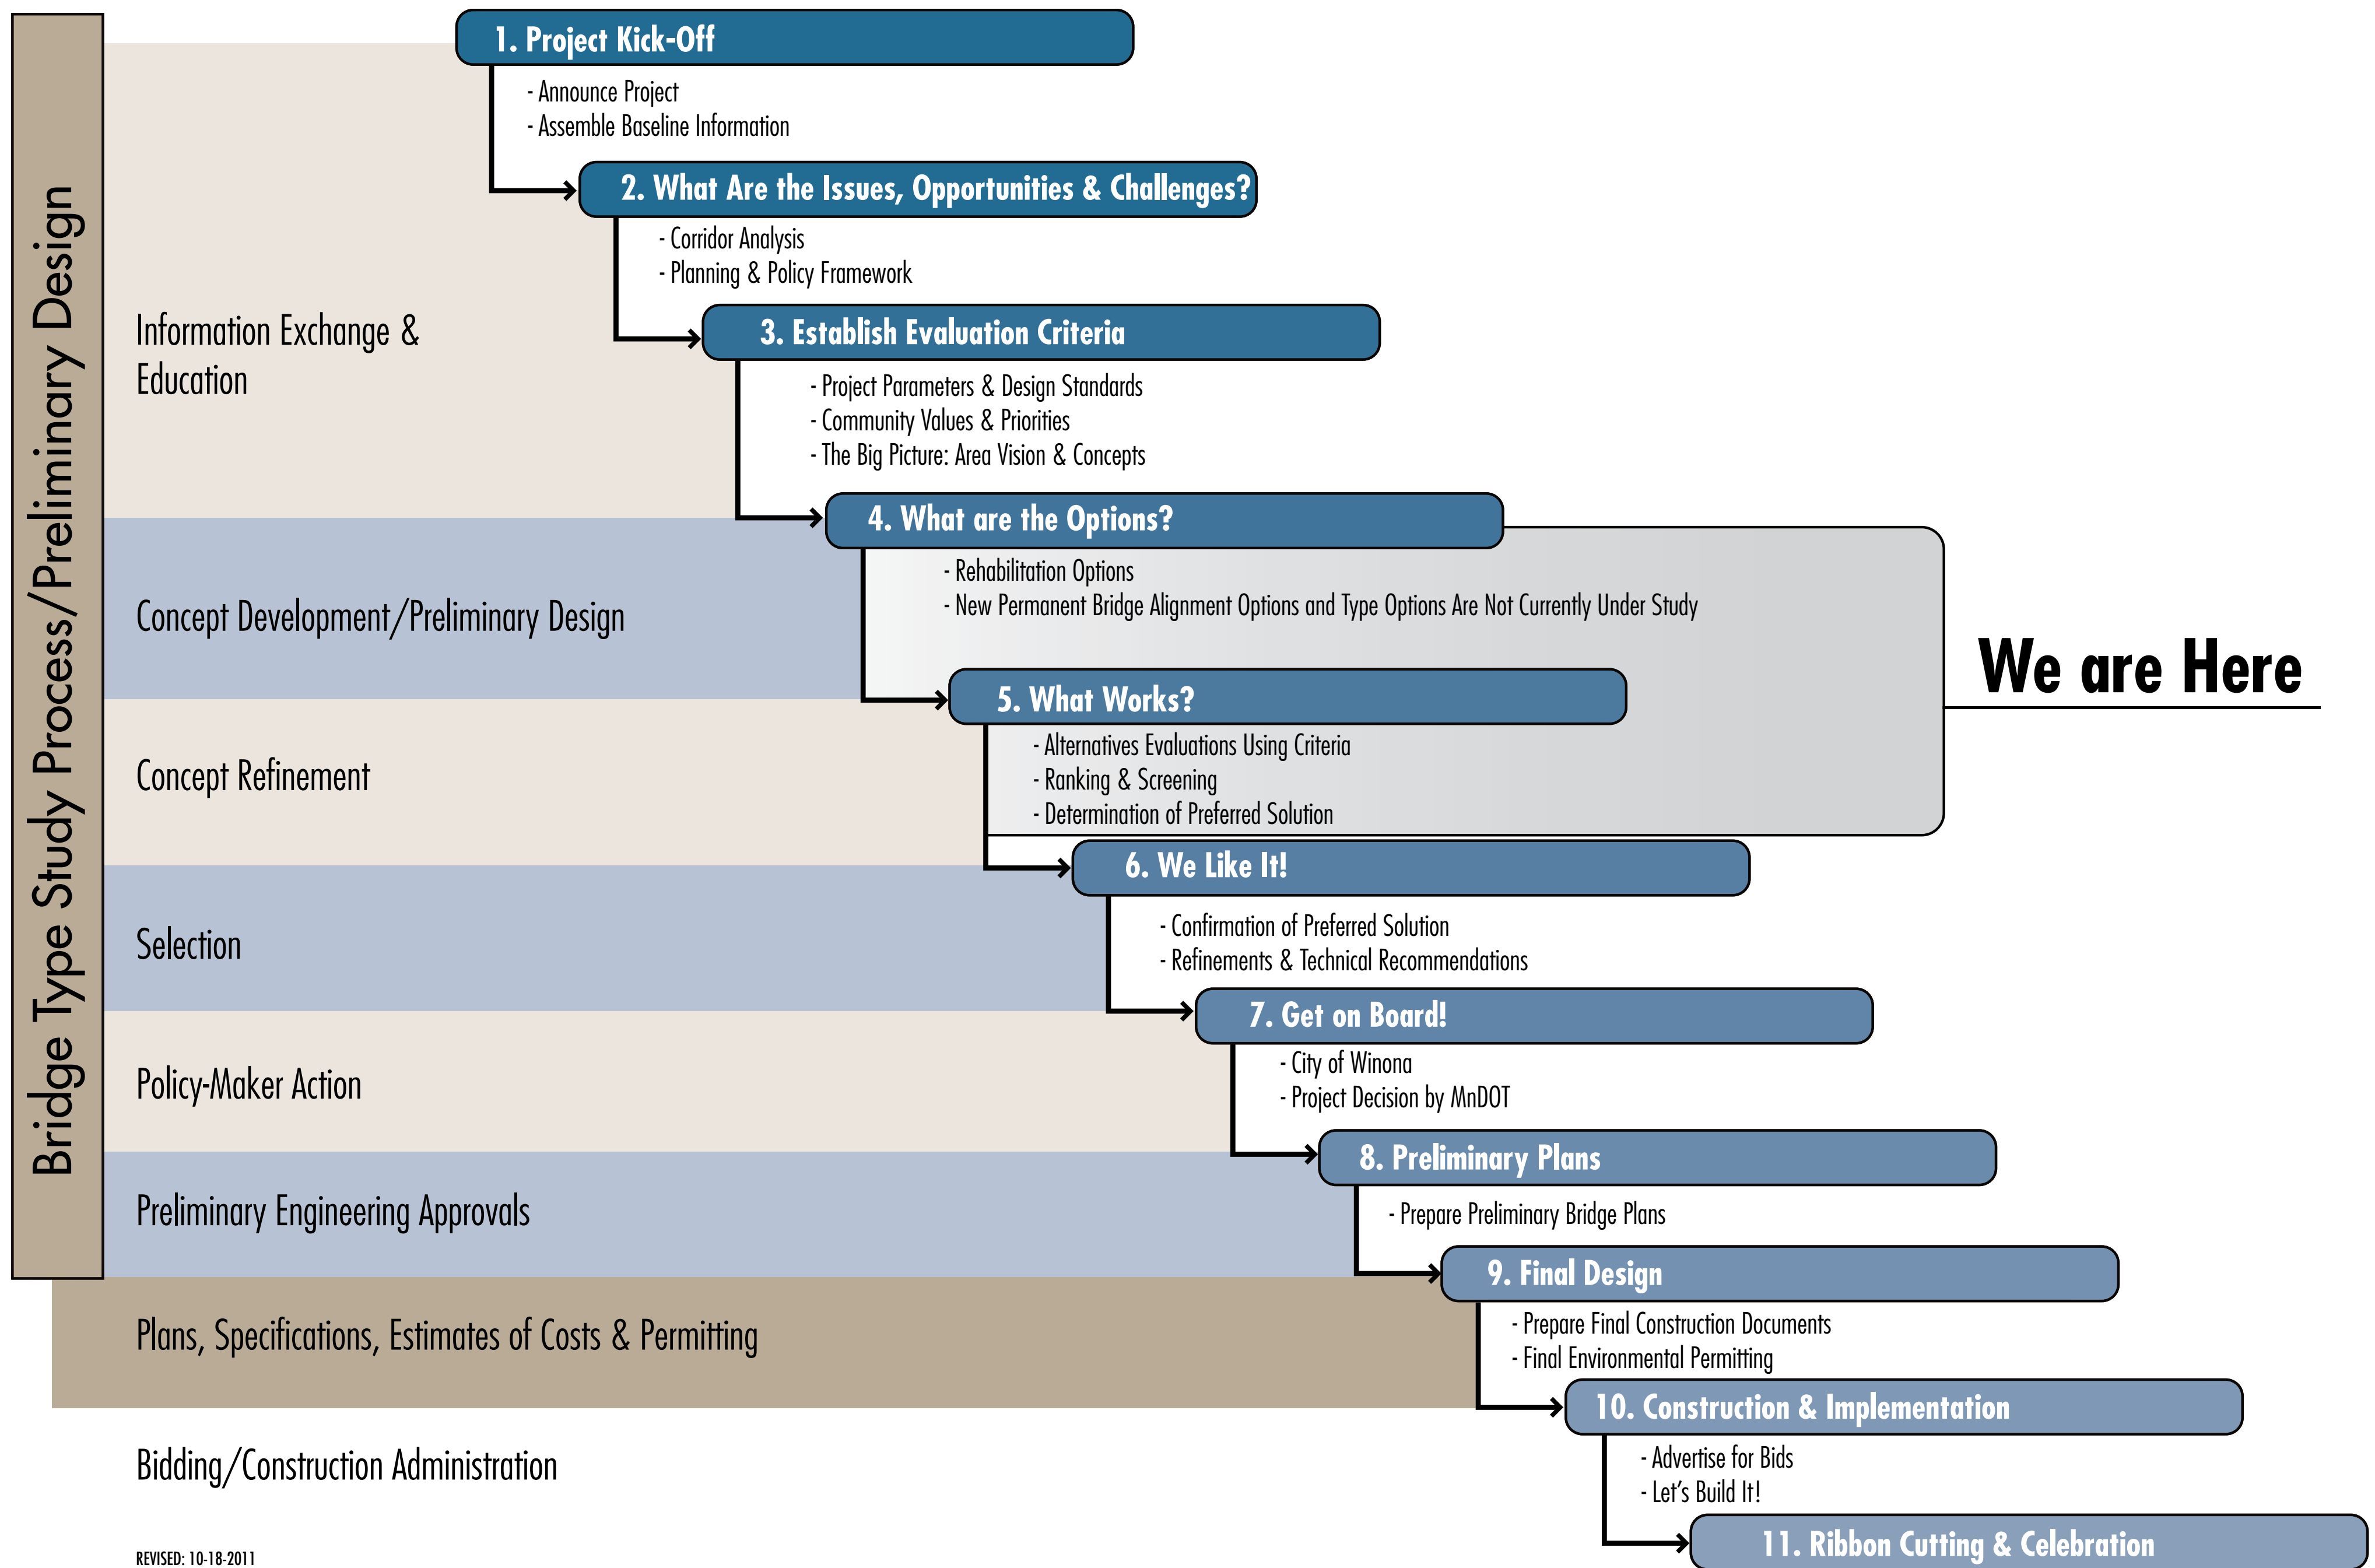 Bridge Type Study Process/Preliminary Design
1. Project Kick-Off
- Announce Project
- Assemble Baseline Information
2. What Are the Issues, Opportunities & Challenges?
- Corridor Analysis
- Planning & Policy Framework
Information Exchange &
Education
3. Establish Evaluation Criteria
- Project Parameters & Design Standards
- Community Values & Priorities
- The Big Picture: Area Vision & Concepts
4. What are the Options?
- Rehabilitation Options
- New Permanent Bridge Alignment Options and Type Options Are Not Currently Under Study
Concept Development/Preliminary Design
We are Here
5. What Works?
- Alternatives Evaluations Using Criteria
- Ranking & Screening
- Determination of Preferred Solution
Concept Refinement
6. We Like It!
- Confirmation of Preferred Solution
- Refinements & Technical Recommendations
Selection
7. Get on Board!
- City of Winona
- Project Decision by MnDOT
Policy-Maker Action
8. Preliminary Plans
- Prepare Preliminary Bridge Plans
Preliminary Engineering Approvals
9. Final Design
- Prepare Final Construction Documents
- Final Environmental Permitting
Plans, Specifications, Estimates of Costs & Permitting
10. Construction & Implementation
- Advertise for Bids
- Let's Build It!
Bidding/Construction Administration
11. Ribbon Cutting & Celebration
REVISED: 10-18-2011